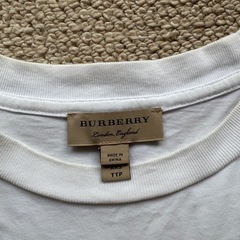 BURBERRY
London, England
MADE IN
CHINA
TTP